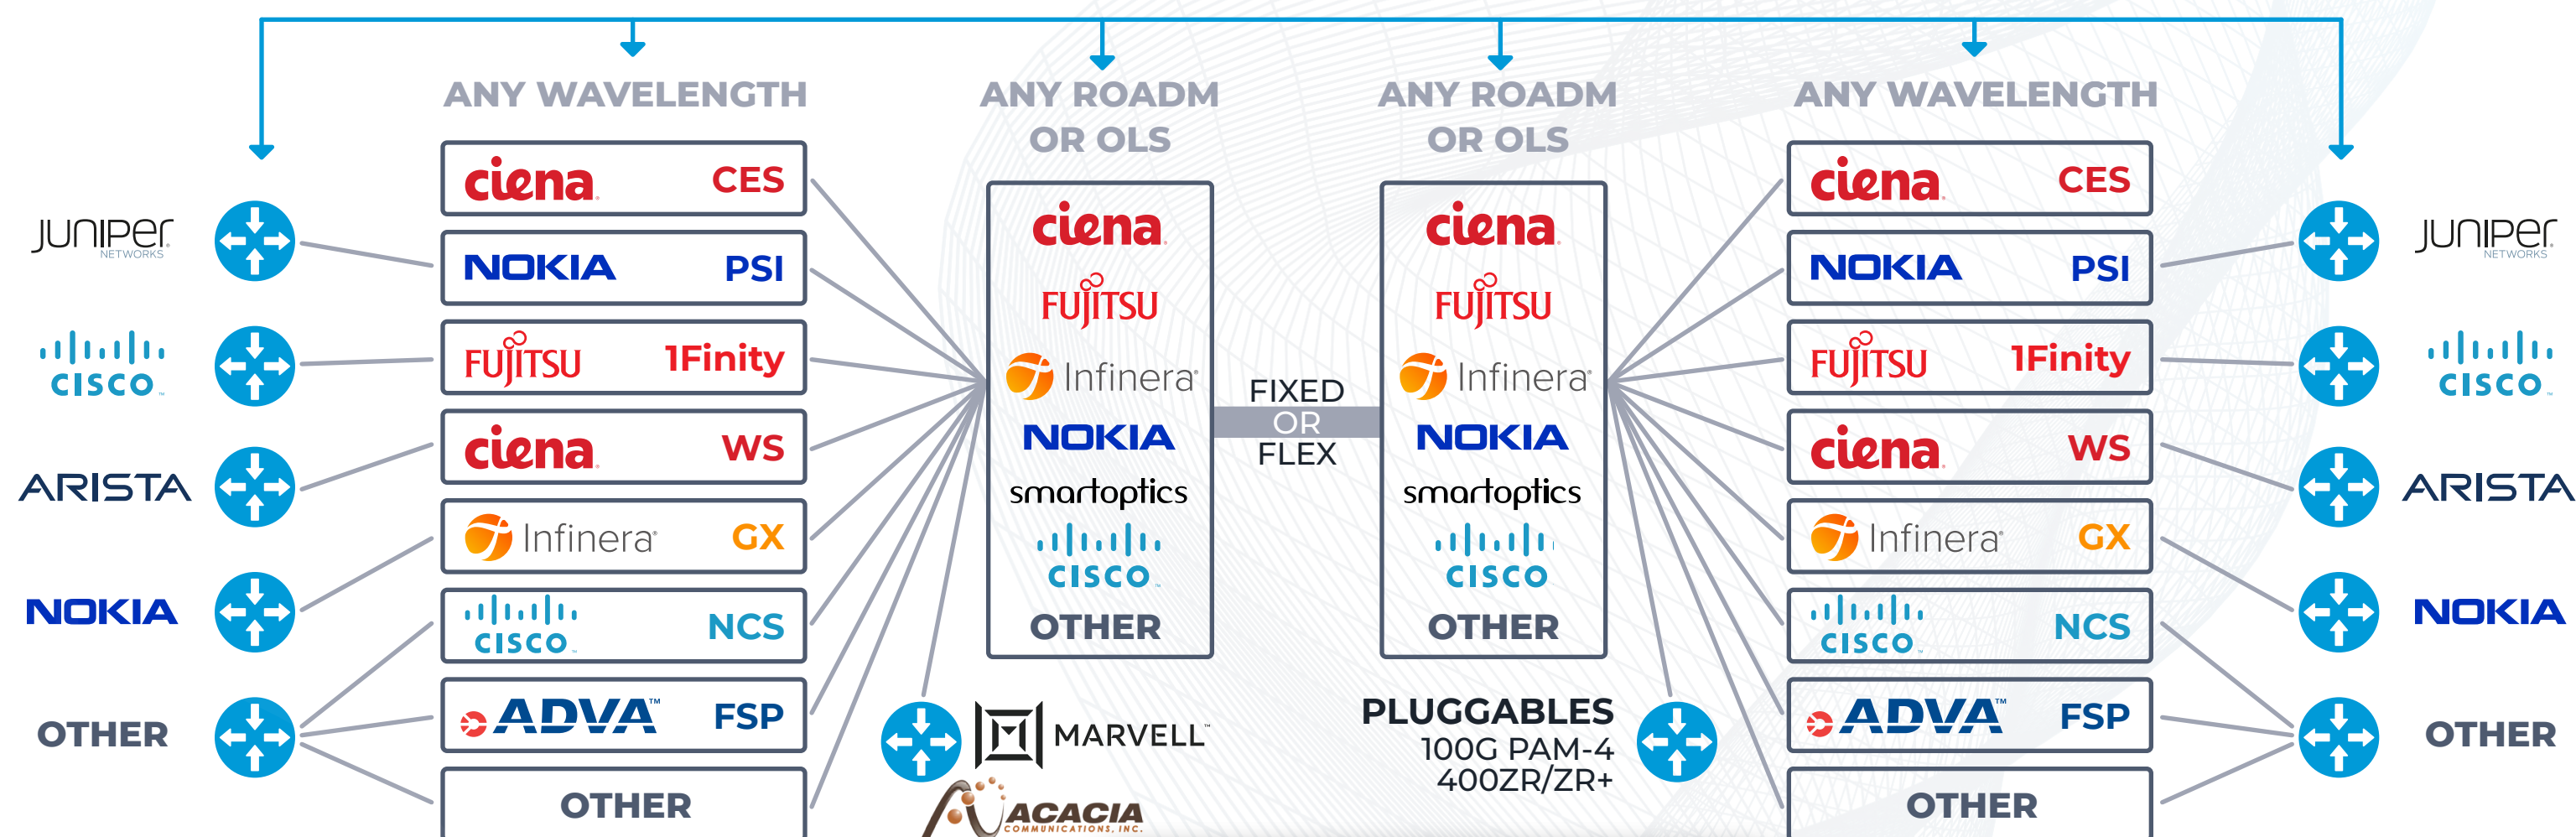 ANY WAVELENGTH
ANY ROADM
OR OLS
ANY ROADM
OR OLS
ANY WAVELENGTH
JUNIPER
NETWORKS
CISCO
ARISTA
NOKIA
OTHER
ciena CES
NOKIA PSI
FUJITSU 1Finity
ciena WS
Infinera GX
CISCO NCS
ADVA™ FSP
OTHER
ciena
FUJITSU
Infinera
NOKIA
smartoptics
CISCO
OTHER
MARVELL™
ACACIA
COMMUNICATIONS, INC.
FIXED
OR
FLEX
ciena
FUJITSU
Infinera
NOKIA
smartoptics
CISCO
OTHER
PLUGGABLES
100G PAM-4
400ZR/ZR+
ciena CES
NOKIA PSI
FUJITSU 1Finity
ciena WS
Infinera GX
CISCO NCS
ADVA™ FSP
OTHER
JUNIPER
NETWORKS
CISCO
ARISTA
NOKIA
OTHER